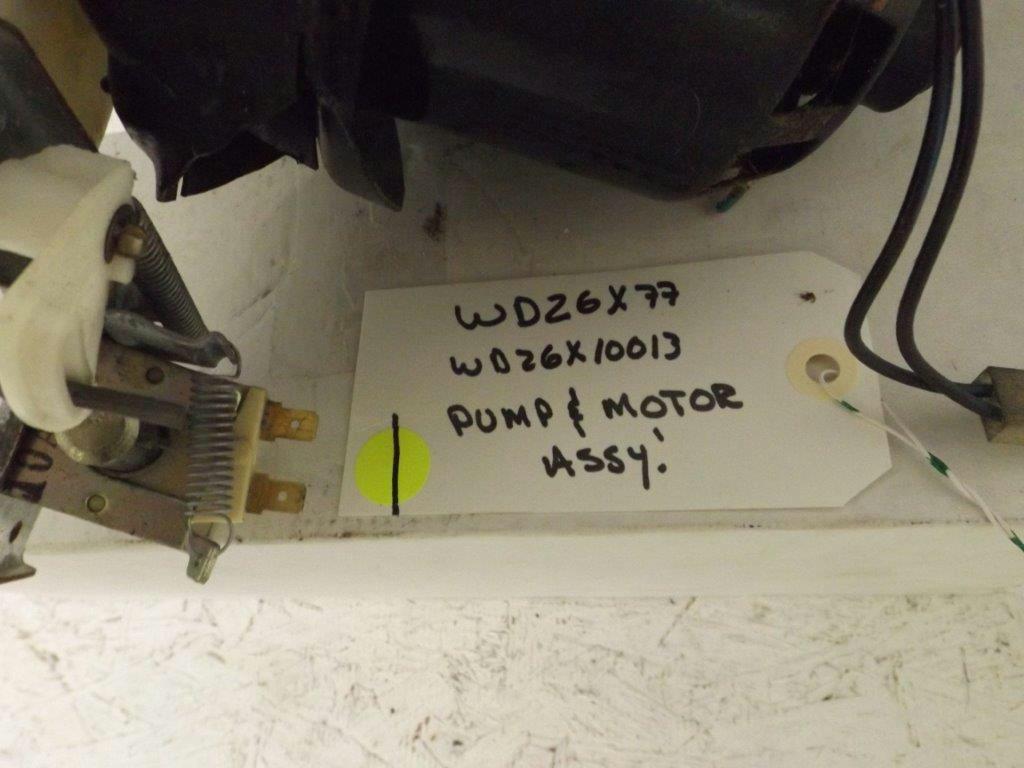 WD26X77
WD26X10013
PUMP & MOTOR
ASSY.